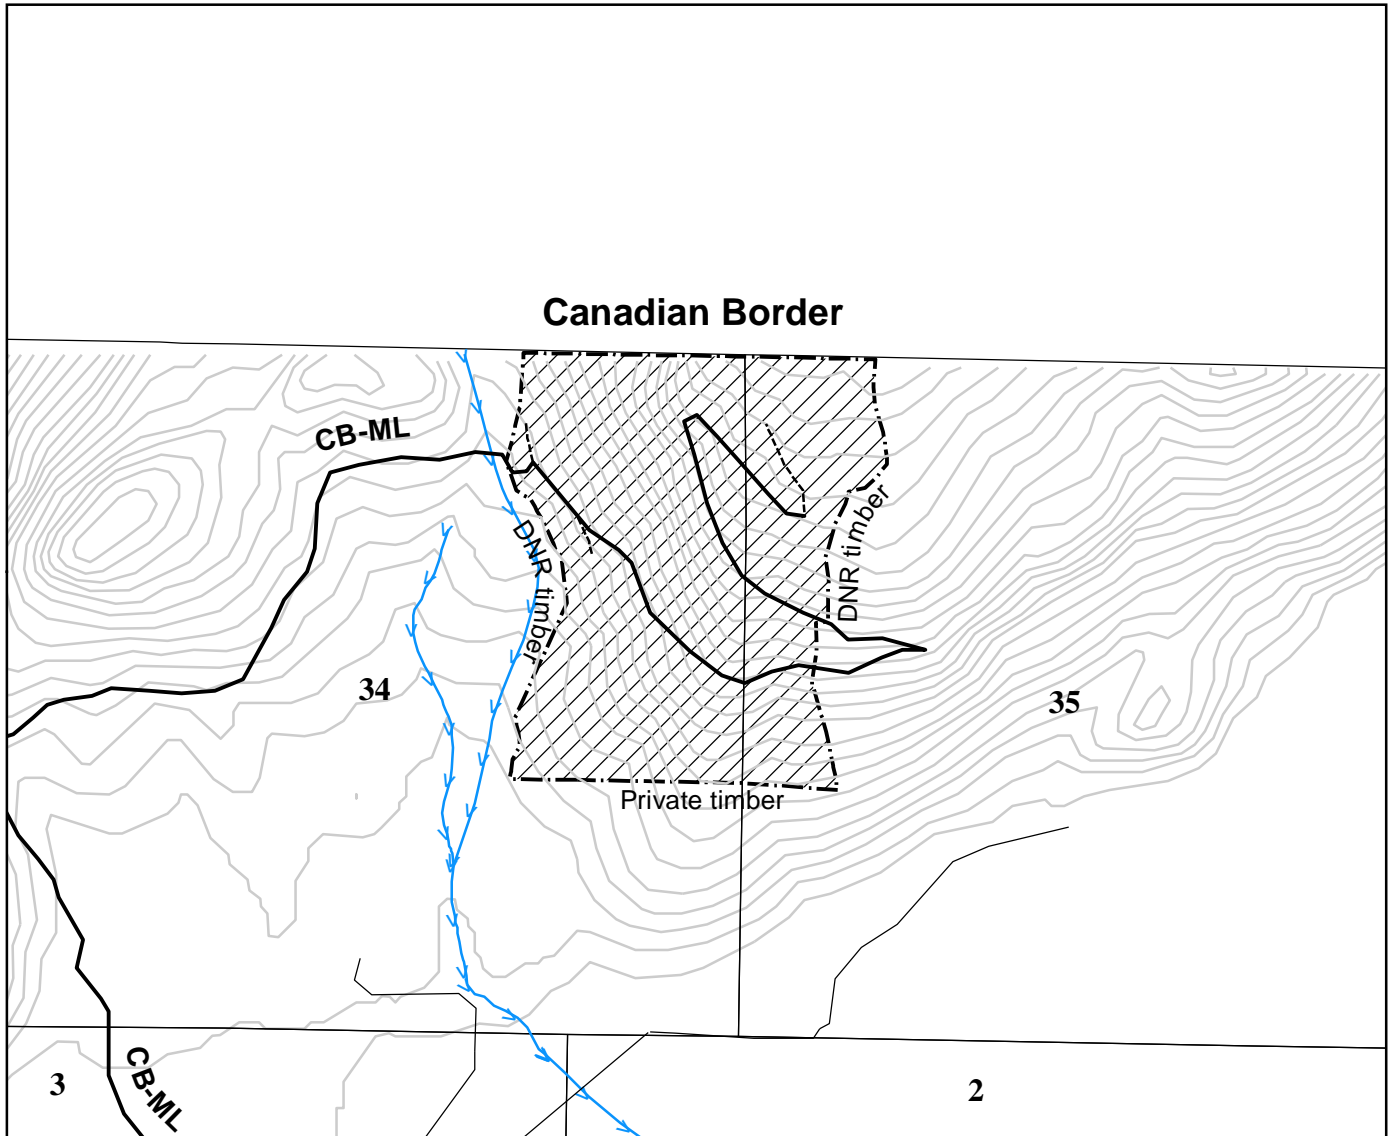 Canadian Border
CB-ML
DNR timber
DNR timber
34
35
Private timber
3
CB-ML
2